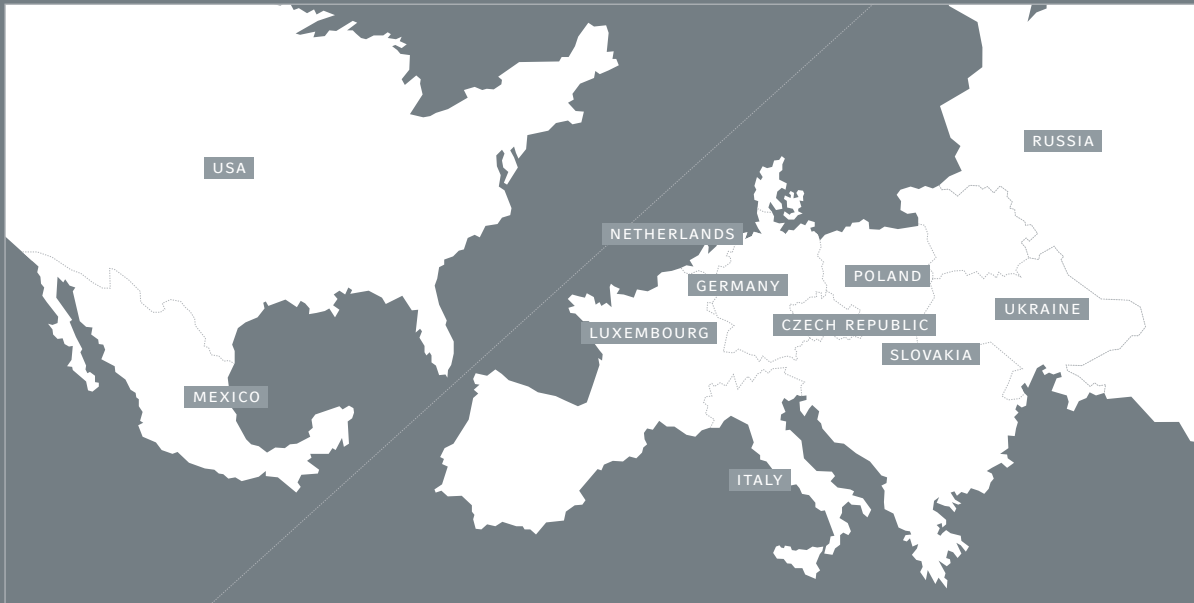 RUSSIA
USA
NETHERLANDS
POLAND
GERMANY
UKRAINE
CZECH REPUBLIC
LUXEMBOURG
SLOVAKIA
MEXICO
ITALY